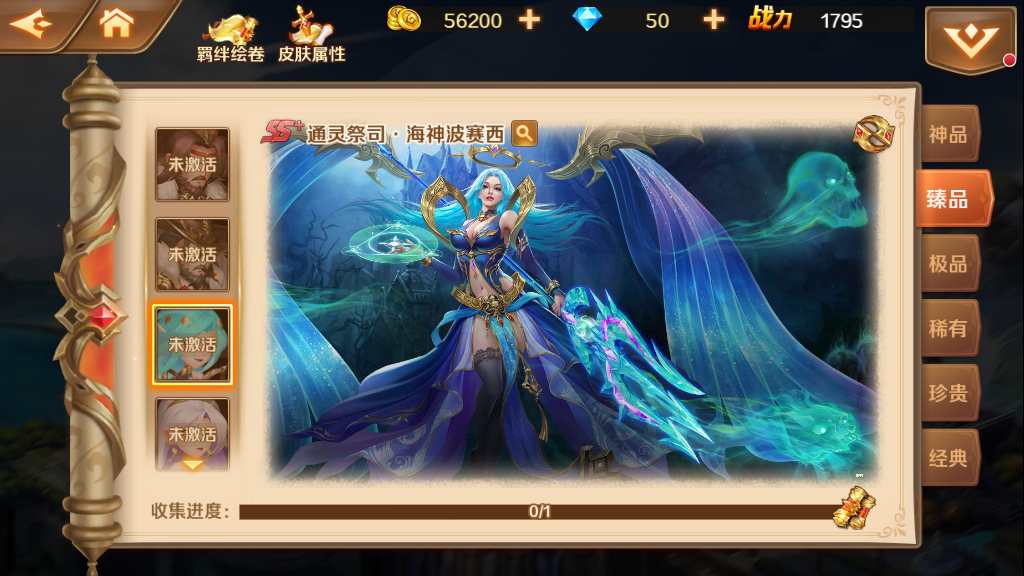 56200
50
战力 1795
羁绊绘卷 皮肤属性
SS+ 通灵祭司·海神波赛西
未激活
未激活
未激活
未激活
神品
臻品
极品
稀有
珍贵
经典
收集进度：
0/1